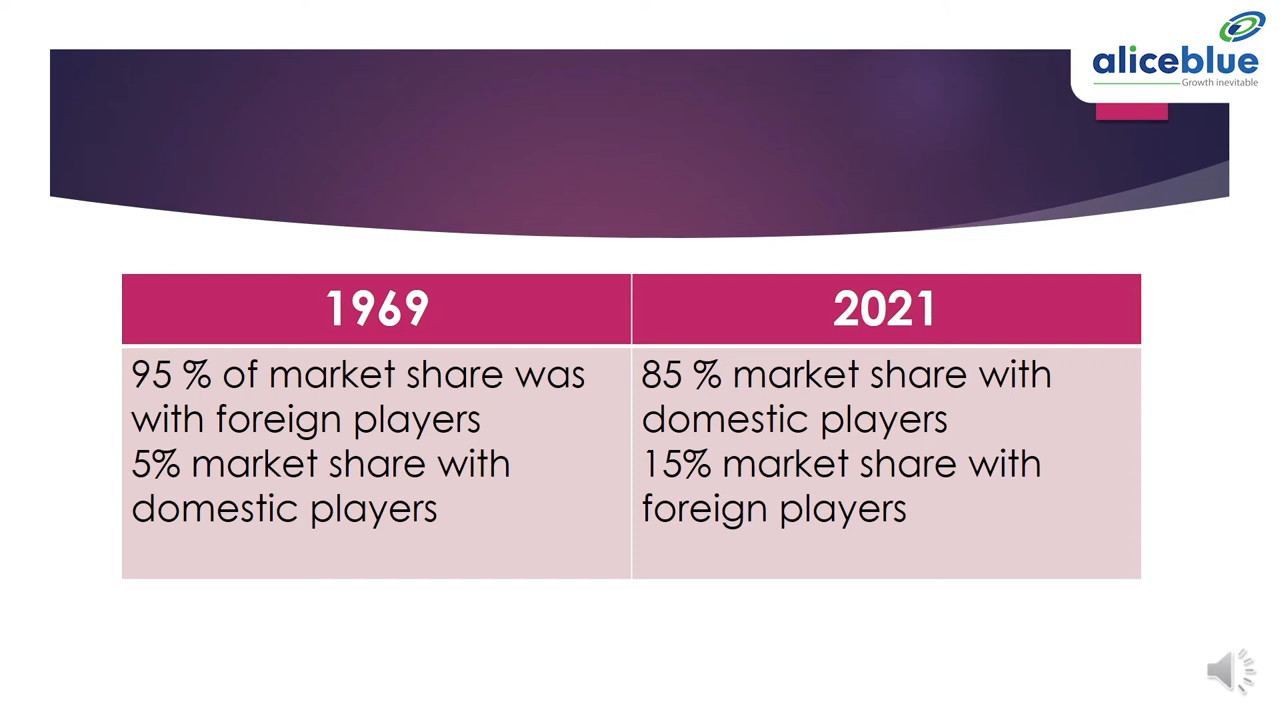 aliceblue
Growth inevitable
1969
2021
95 % of market share was
with foreign players
5% market share with
domestic players
85 % market share with
domestic players
15% market share with
foreign players